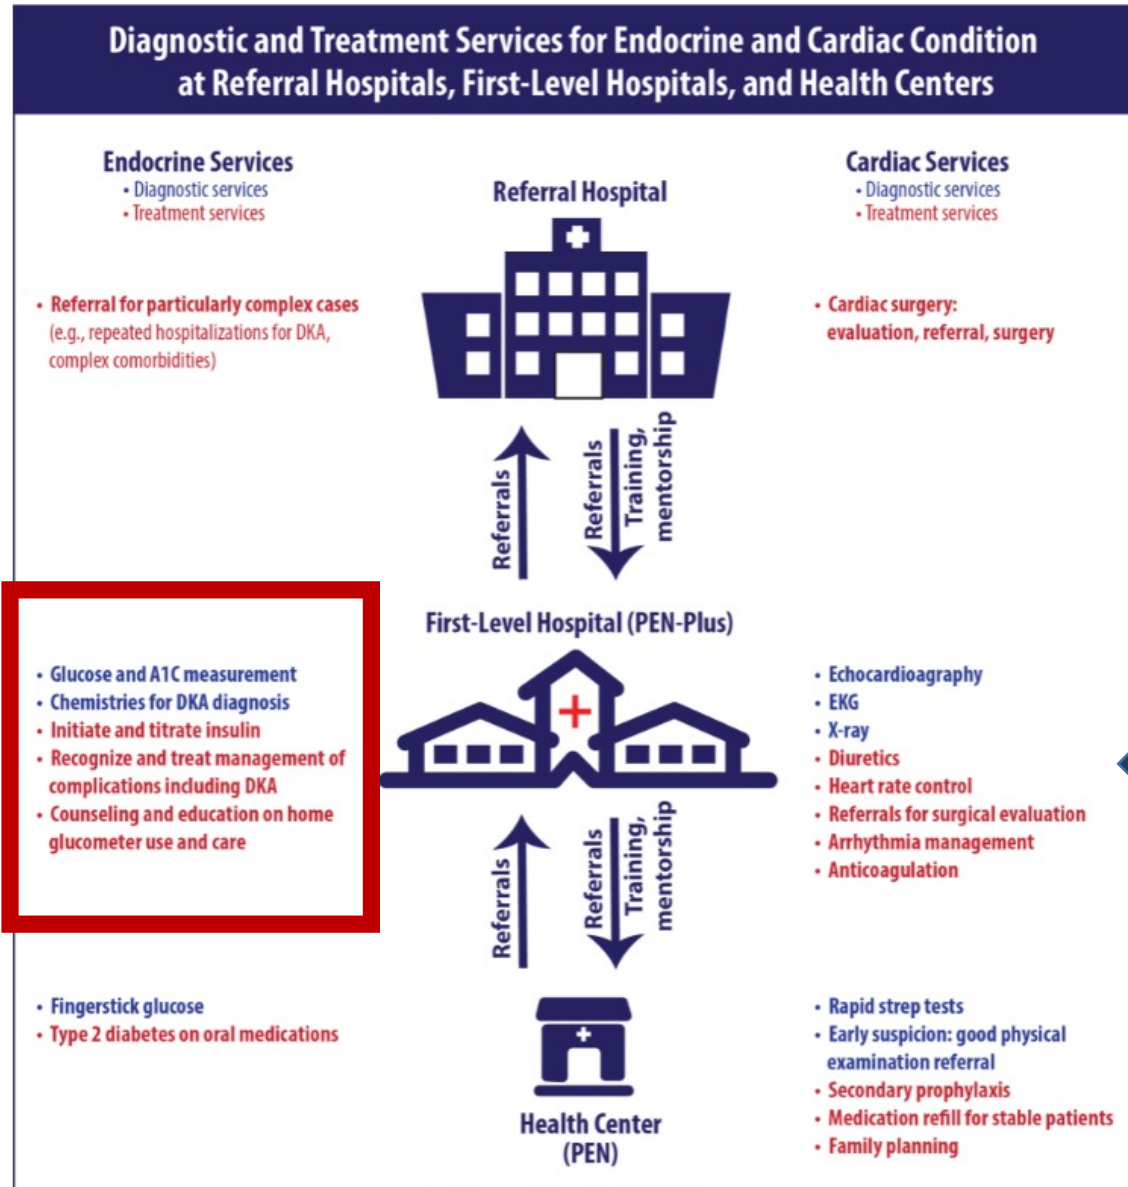 Diagnostic and Treatment Services for Endocrine and Cardiac Condition
at Referral Hospitals, First-Level Hospitals, and Health Centers
Endocrine Services
• Diagnostic services
• Treatment services
Referral Hospital
Cardiac Services
• Diagnostic services
• Treatment services
• Referral for particularly complex cases
(e.g., repeated hospitalizations for DKA,
complex comorbidities)
• Cardiac surgery:
evaluation, referral, surgery
Referrals
Referrals
Training,
mentorship
First-Level Hospital (PEN-Plus)
• Glucose and A1C measurement
• Chemistries for DKA diagnosis
• Initiate and titrate insulin
• Recognize and treat management of
complications including DKA
• Counseling and education on home
glucometer use and care
• Echocardioagraphy
• EKG
• X-ray
• Diuretics
• Heart rate control
• Referrals for surgical evaluation
• Arrhythmia management
• Anticoagulation
Referrals
Referrals
Training,
mentorship
• Fingerstick glucose
• Type 2 diabetes on oral medications
Health Center
(PEN)
• Rapid strep tests
• Early suspicion: good physical
examination referral
• Secondary prophylaxis
• Medication refill for stable patients
• Family planning